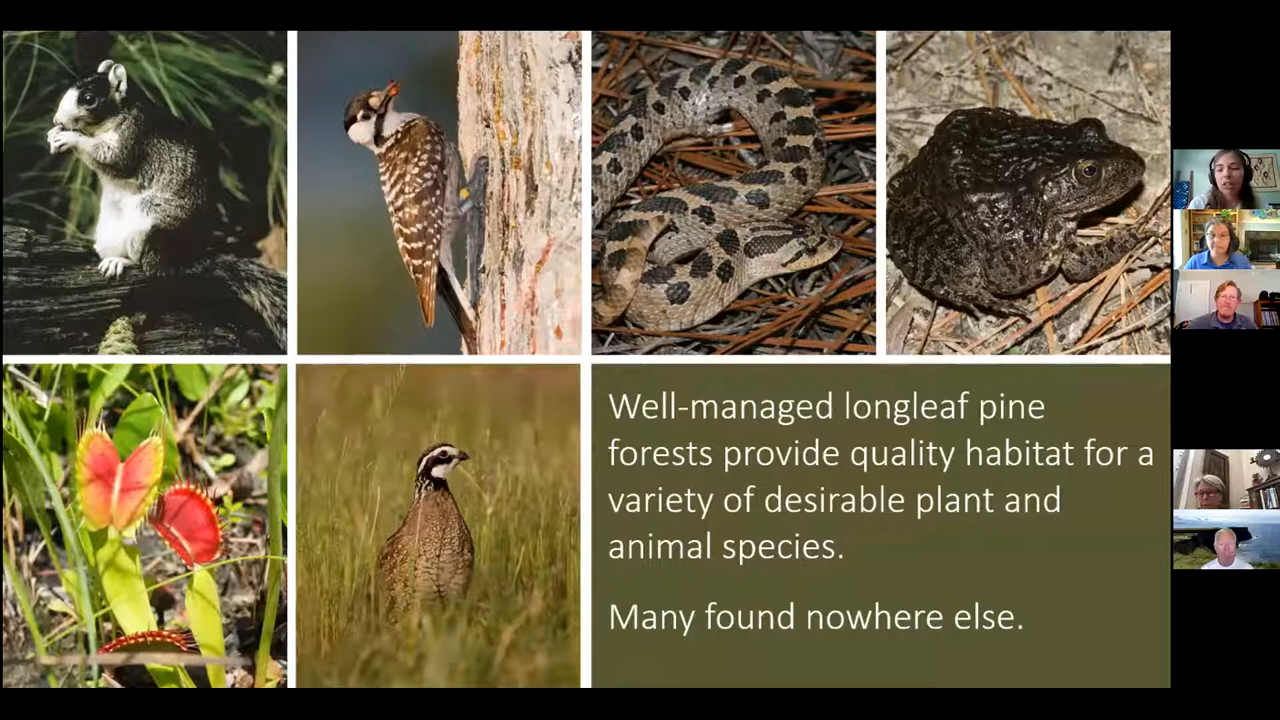 Well-managed longleaf pine
forests provide quality habitat for a
variety of desirable plant and
animal species.
Many found nowhere else.